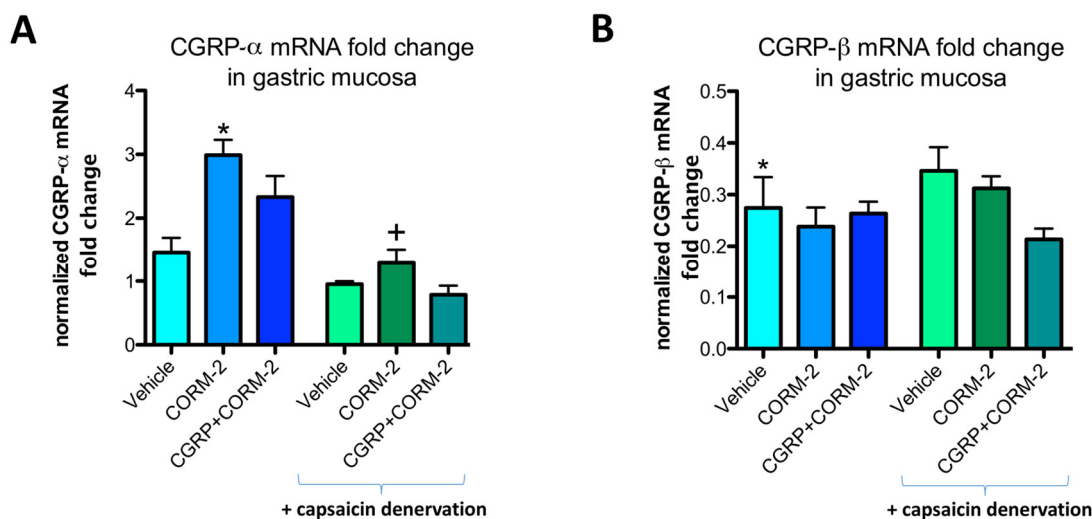 A
CGRP-α mRNA fold change
in gastric mucosa
normalized CGRP-α mRNA
fold change
4
3
2
1
0
*
+
Vehicle
CORM-2
CGRP+CORM-2
Vehicle
CORM-2
CGRP+CORM-2
+ capsaicin denervation
B
CGRP-β mRNA fold change
in gastric mucosa
normalized CGRP-β mRNA
fold change
0.5
0.4
0.3
0.2
0.1
0.0
*
Vehicle
CORM-2
CGRP+CORM-2
Vehicle
CORM-2
CGRP+CORM-2
+ capsaicin denervation